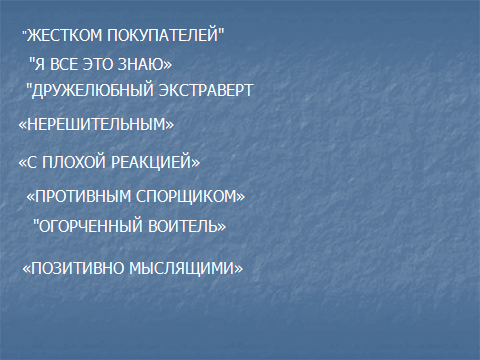 "ЖЕСТКОМ ПОКУПАТЕЛЕЙ"
"Я ВСЕ ЭТО ЗНАЮ»
"ДРУЖЕЛЮБНЫЙ ЭКСТРАВЕРТ
«НЕРЕШИТЕЛЬНЫМ»
«С ПЛОХОЙ РЕАКЦИЕЙ»
«ПРОТИВНЫМ СПОРЩИКОМ»
"ОГОРЧЕННЫЙ ВОИТЕЛЬ»
«ПОЗИТИВНО МЫСЛЯЩИМИ»